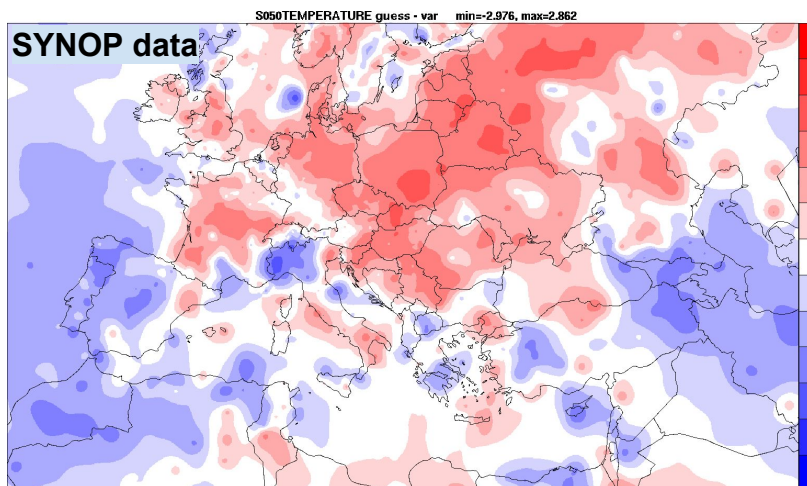 S050TEMPERATURE guess - var min=-2.976, max=2.862
SYNOP data